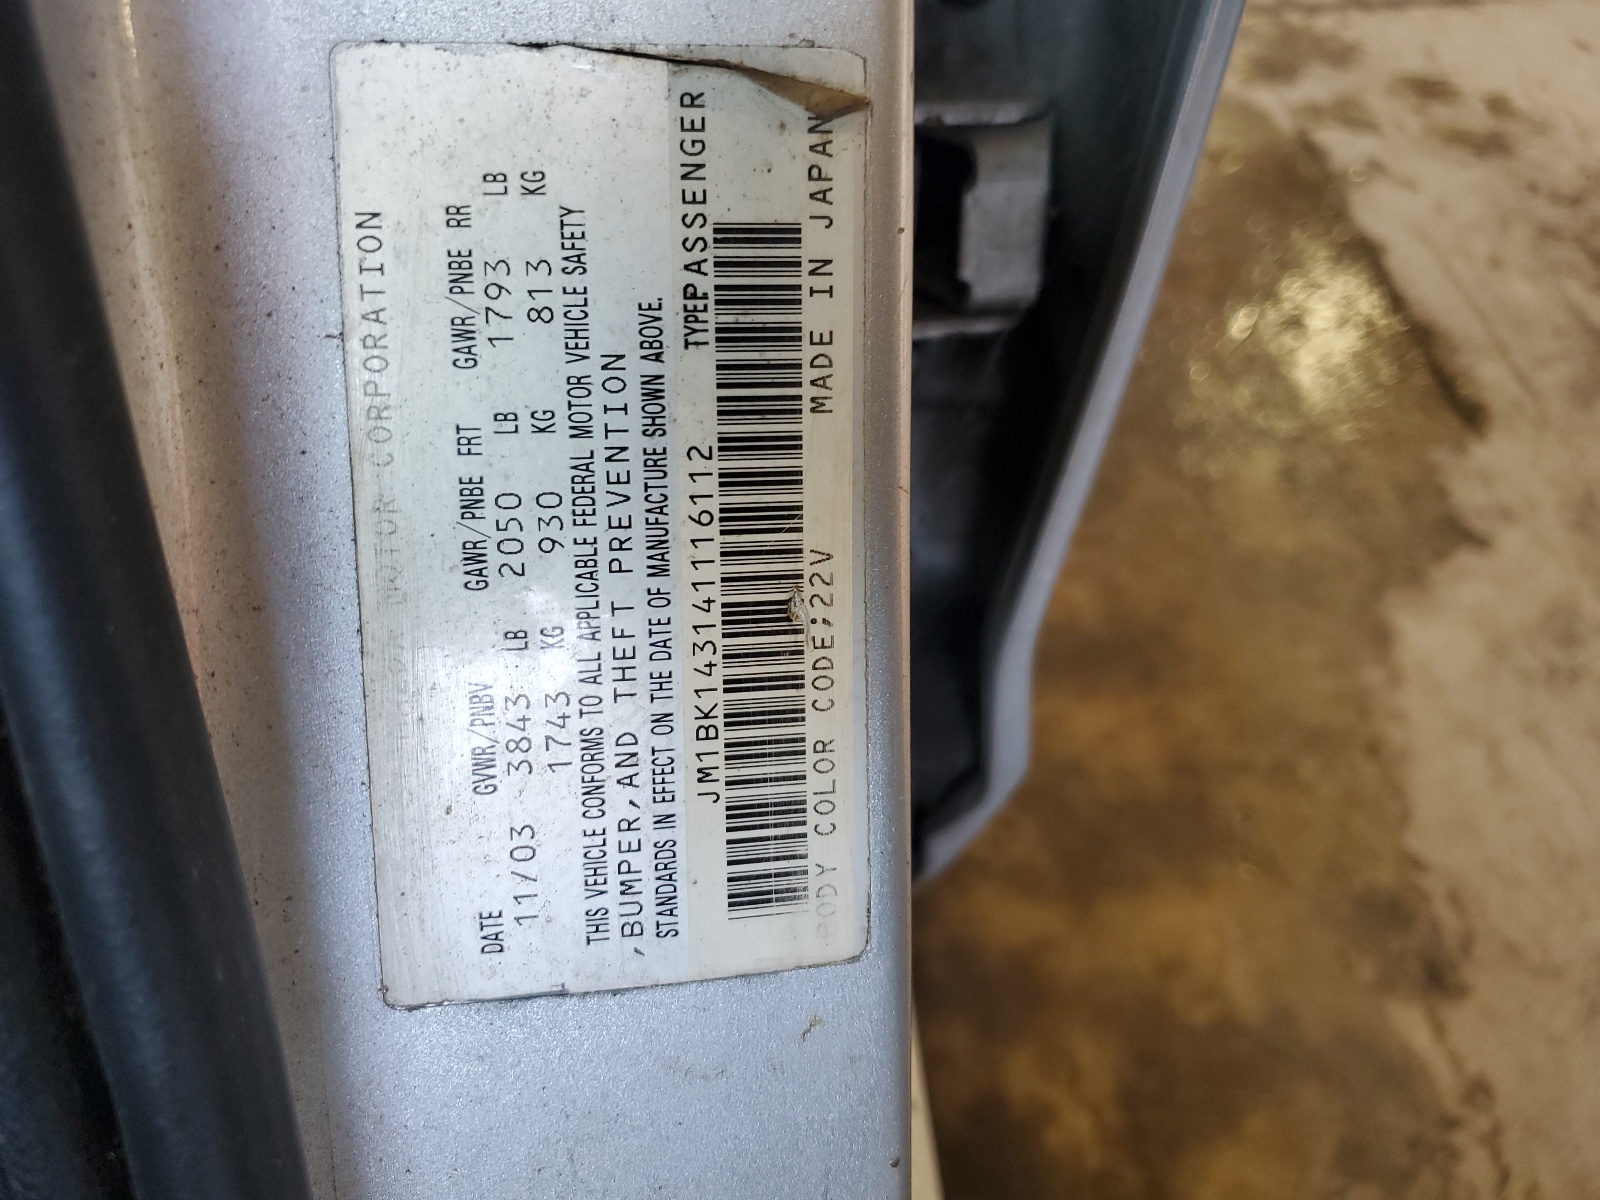 MOTOR CORPORATION
DATE GVWR/PNBV GAWR/PNBE FRT GAWR/PNBE RR
11/03 3843 LB 2050 LB 1793 LB
1743 KG 930 KG 813 KG
THIS VEHICLE CONFORMS TO ALL APPLICABLE FEDERAL MOTOR VEHICLE SAFETY
,BUMPER,AND THEFT PREVENTION
STANDARDS IN EFFECT ON THE DATE OF MANUFACTURE SHOWN ABOVE.
JM1BK143141116112 TYPEPASSENGER
BODY COLOR CODE;22V MADE IN JAPAN